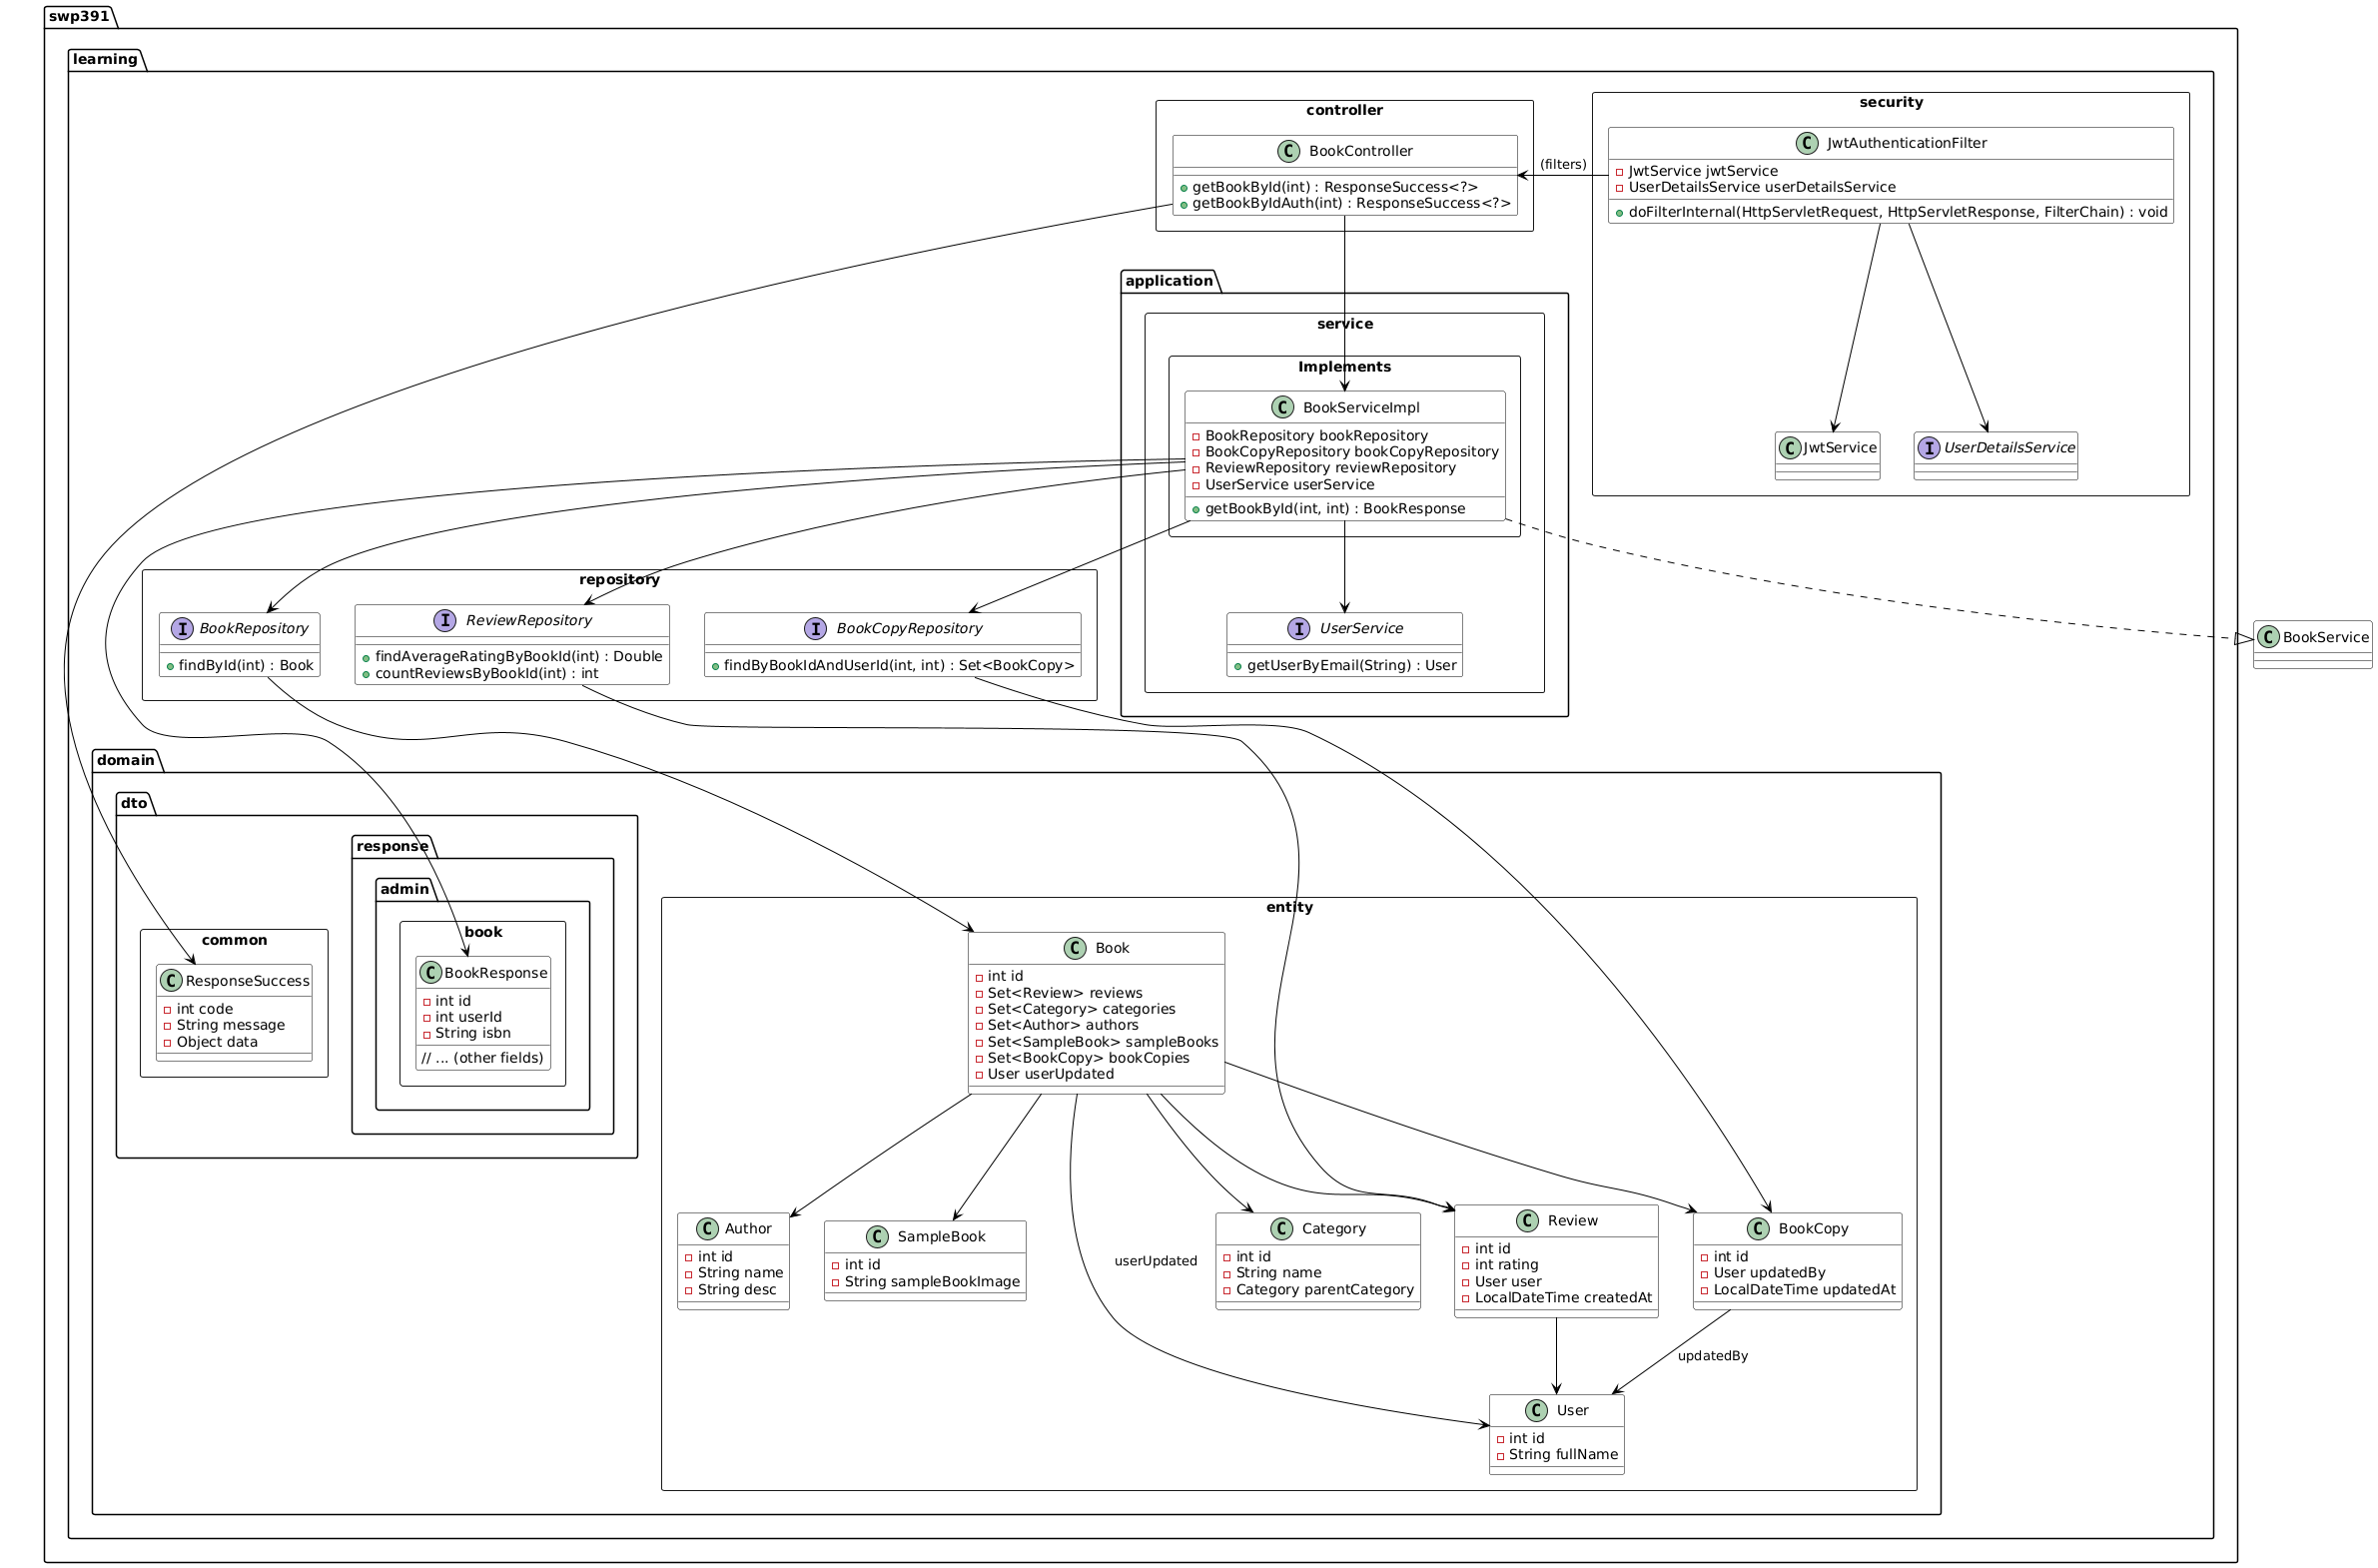 swp391
learning
controller
C BookController
getBookById(int) : ResponseSuccess<?>
getBookByIdAuth(int) : ResponseSuccess<?>
(filters)
security
C JwtAuthenticationFilter
JwtService jwtService
UserDetailsService userDetailsService
doFilterInternal(HttpServletRequest, HttpServletResponse, FilterChain) : void
C JwtService
I UserDetailsService
application
service
Implements
C BookServiceImpl
BookRepository bookRepository
BookCopyRepository bookCopyRepository
ReviewRepository reviewRepository
UserService userService
getBookById(int, int) : BookResponse
I UserService
getUserByEmail(String) : User
C BookService
repository
I BookRepository
findById(int) : Book
I ReviewRepository
findAverageRatingByBookId(int) : Double
countReviewsByBookId(int) : int
I BookCopyRepository
findByBookIdAndUserId(int, int) : Set<BookCopy>
domain
dto
common
C ResponseSuccess
int code
String message
Object data
response
admin
book
C BookResponse
int id
int userId
String isbn
// ... (other fields)
entity
C Book
int id
Set<Review> reviews
Set<Category> categories
Set<Author> authors
Set<SampleBook> sampleBooks
Set<BookCopy> bookCopies
User userUpdated
C Author
int id
String name
String desc
C SampleBook
int id
String sampleBookImage
userUpdated
C Category
int id
String name
Category parentCategory
C Review
int id
int rating
User user
LocalDateTime createdAt
C BookCopy
int id
User updatedBy
LocalDateTime updatedAt
updatedBy
C User
int id
String fullName